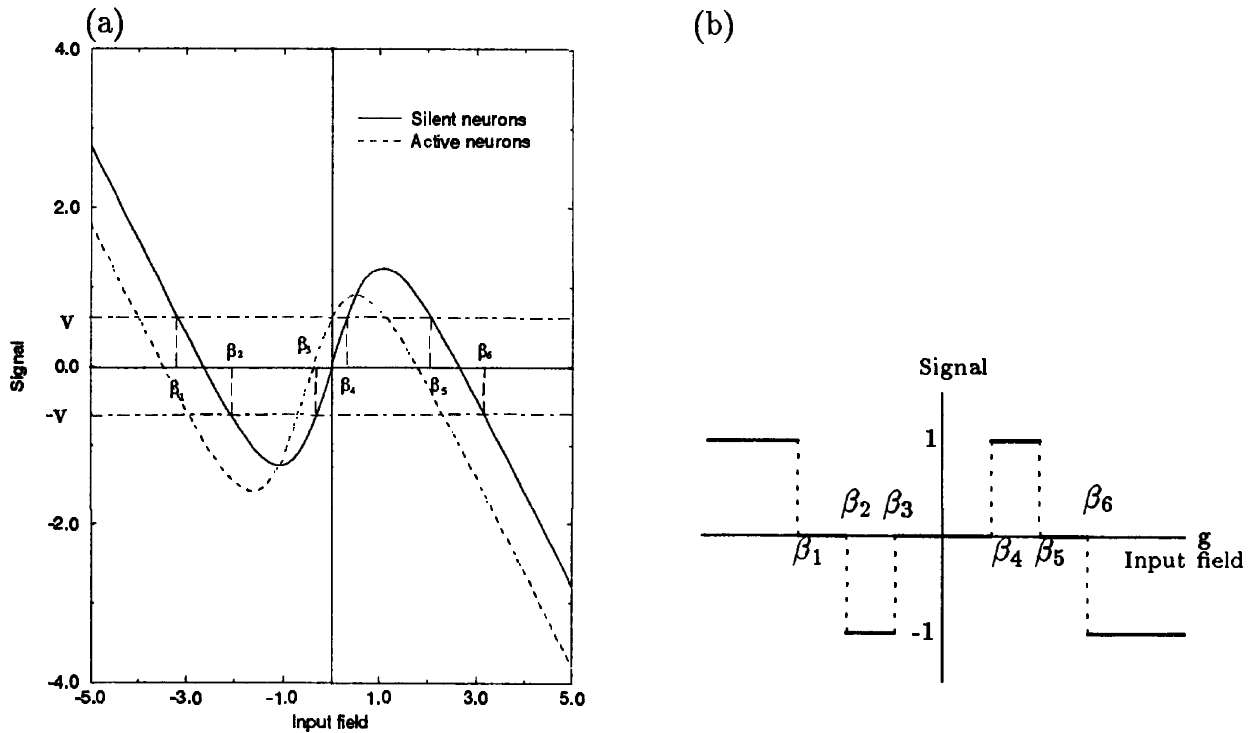 (a)
4.0
Silent neurons
Active neurons
2.0
V
β₂
β₃
β₆
Signal
0.0
β₁
β₄
β₅
-V
-2.0
-4.0
-5.0 -3.0 -1.0 1.0 3.0 5.0
Input field
(b)
Signal
1
β₂ β₃ β₆
β₁ β₄ β₅ g
Input field
-1